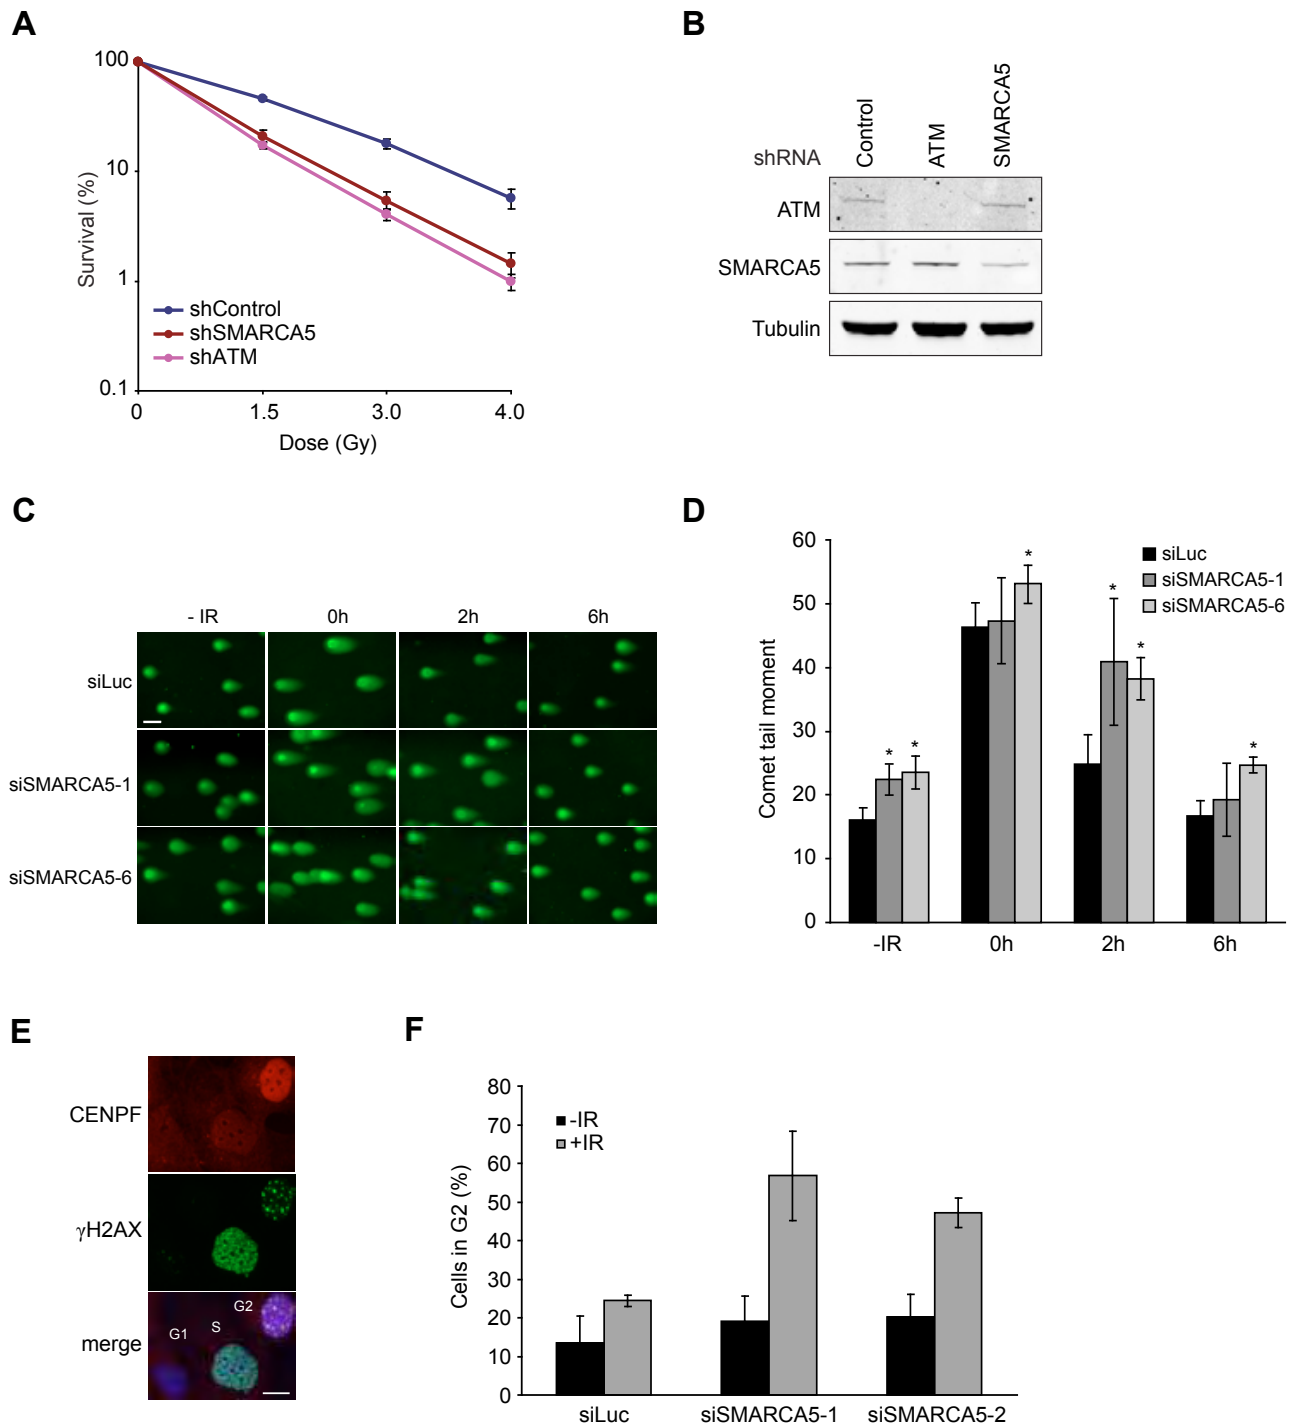 A
100
10
1
0.1
Survival (%)
shControl
shSMARCA5
shATM
0 1.5 3.0 4.0
Dose (Gy)
B
shRNA Control ATM SMARCA5
ATM
SMARCA5
Tubulin
C
- IR 0h 2h 6h
siLuc
siSMARCA5-1
siSMARCA5-6
D
60
50
40
30
20
10
0
Comet tail moment
siLuc
siSMARCA5-1
siSMARCA5-6
* * * * * *
-IR 0h 2h 6h
E
CENPF
γH2AX
merge
G1 S G2
F
80
70
60
50
40
30
20
10
0
Cells in G2 (%)
-IR
+IR
siLuc siSMARCA5-1 siSMARCA5-2